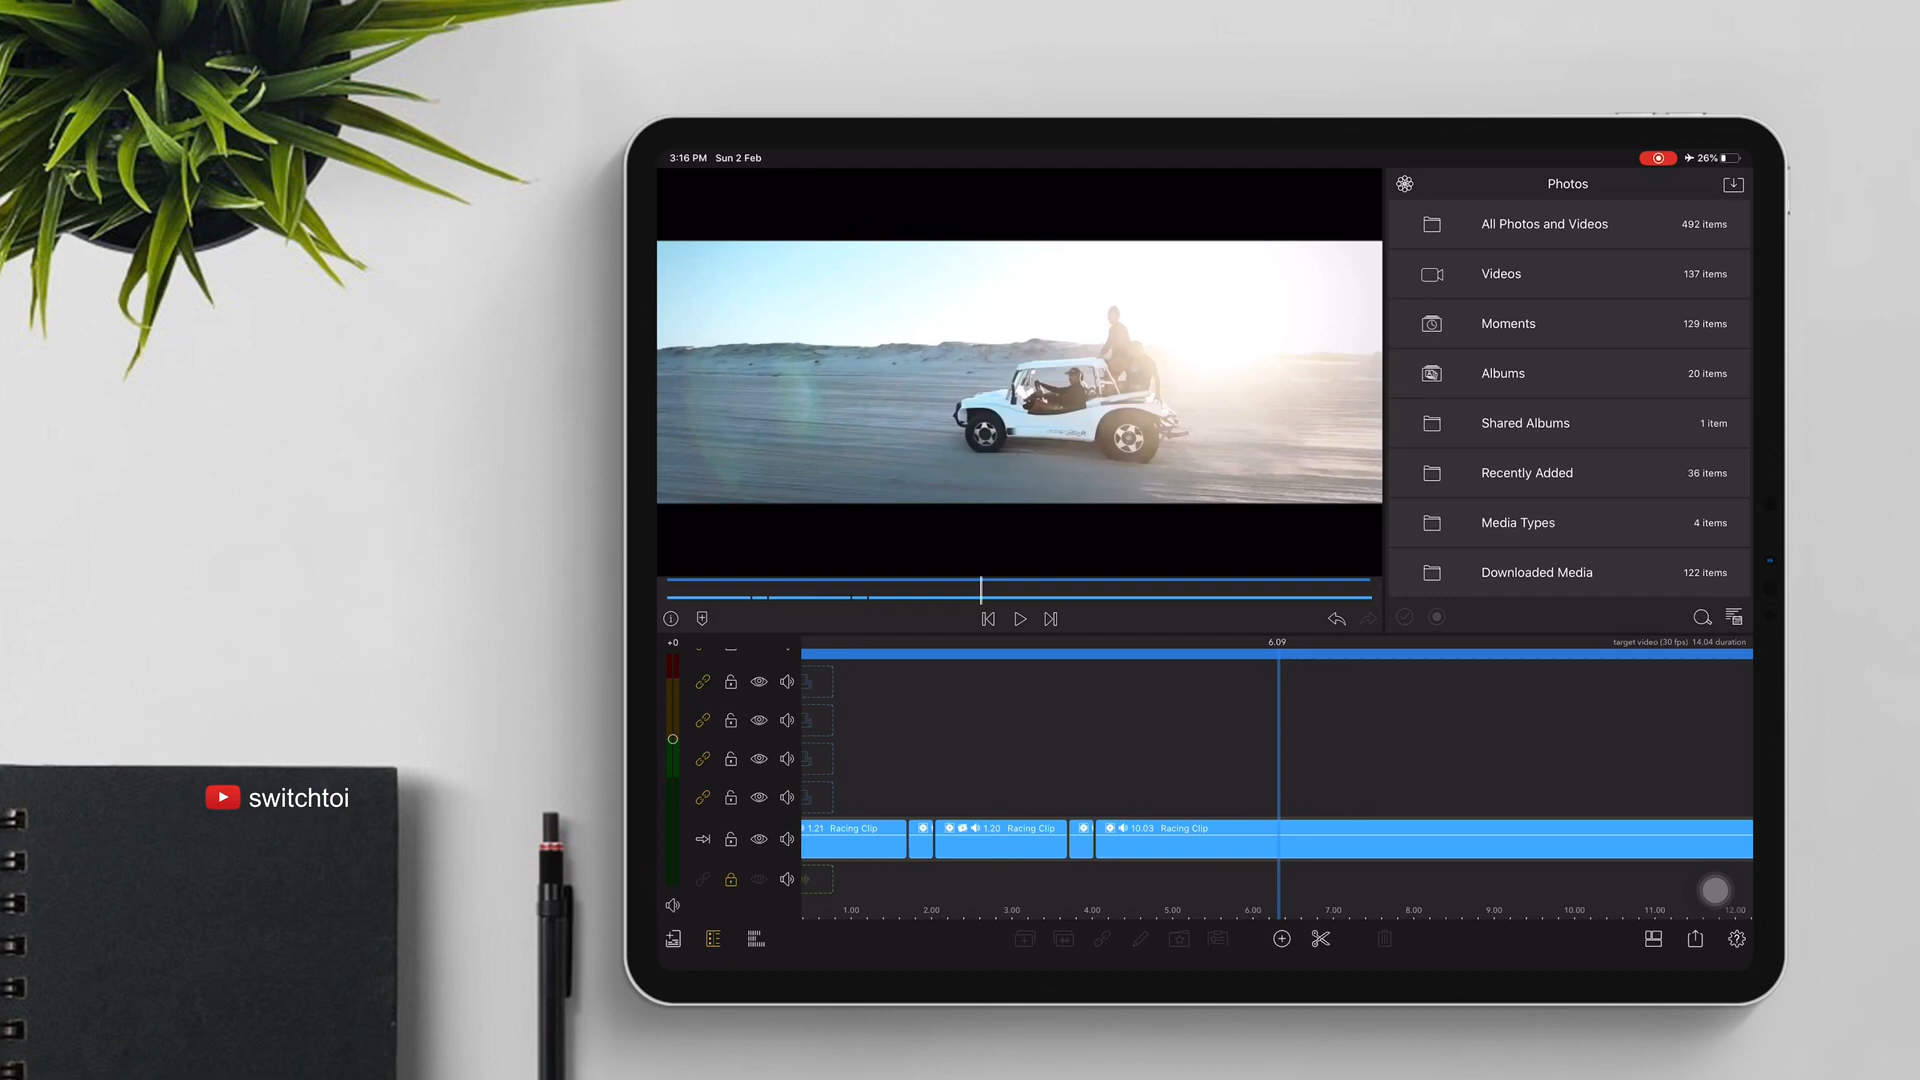 3:16 PM Sun 2 Feb
26%
Photos
All Photos and Videos 492 items
Videos 137 items
Moments 129 items
Albums 20 items
Shared Albums 1 item
Recently Added 36 items
Media Types 4 items
Downloaded Media 122 items
+0
6.09
target video (30 fps) 14.04 duration
1.21 Racing Clip
1.20 Racing Clip
10.03 Racing Clip
1.00 2.00 3.00 4.00 5.00 6.00 7.00 8.00 9.00 10.00 11.00 12.00
switchtoi